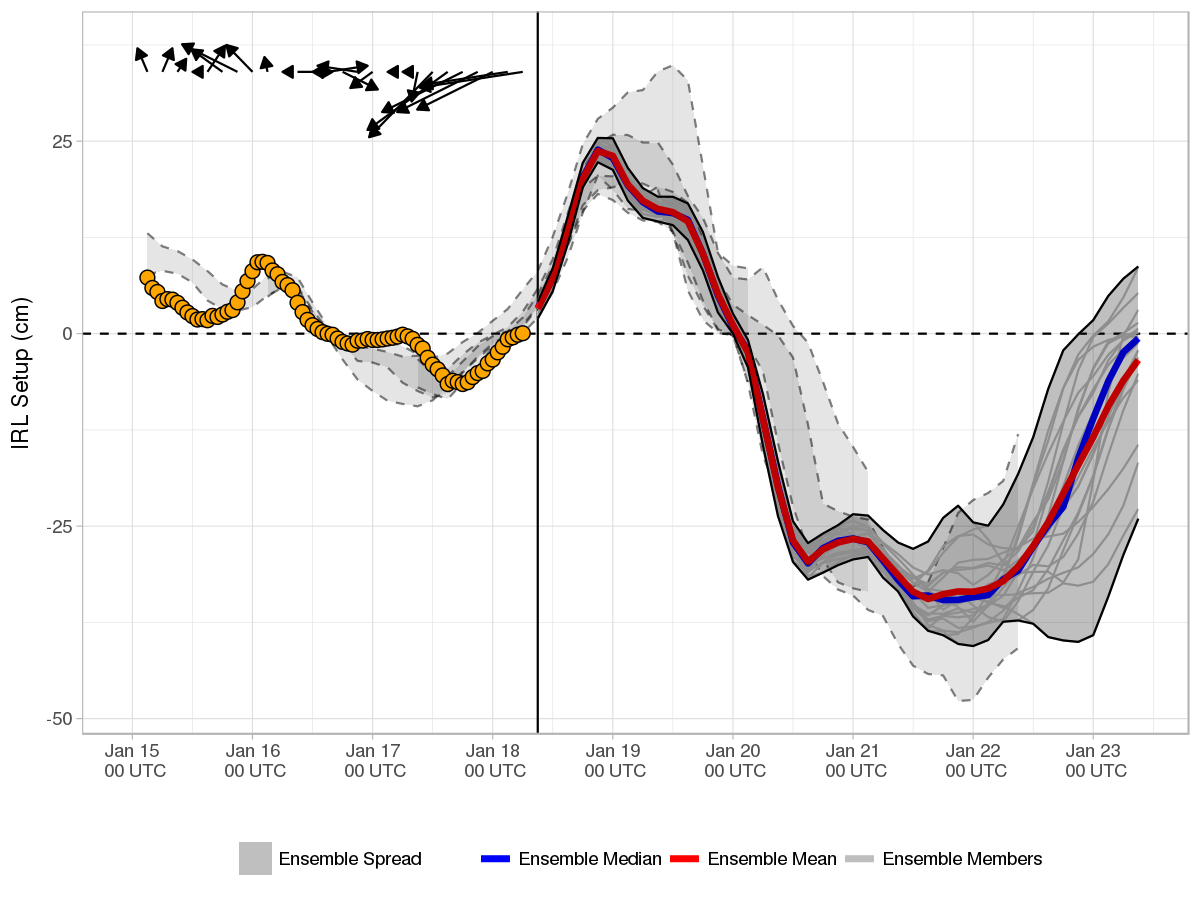 IRL Setup (cm)
25
0
-25
-50
Jan 15 Jan 16 Jan 17 Jan 18 Jan 19 Jan 20 Jan 21 Jan 22 Jan 23
00 UTC 00 UTC 00 UTC 00 UTC 00 UTC 00 UTC 00 UTC 00 UTC 00 UTC
Ensemble Spread Ensemble Median Ensemble Mean Ensemble Members